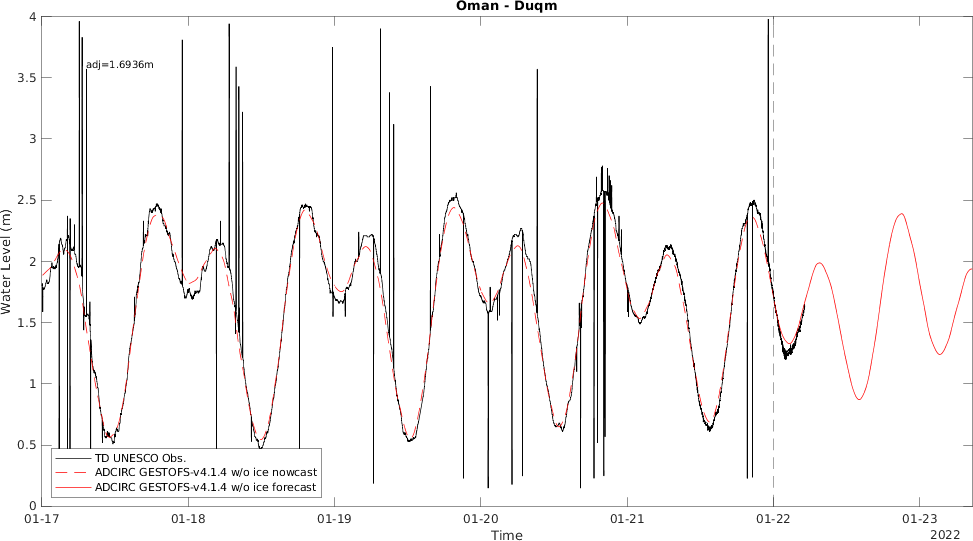 Oman - Duqm
4
3.5
3
2.5
2
1.5
1
0.5
0
Water Level (m)
adj=1.6936m
TD UNESCO Obs.
ADCIRC GESTOFS-v4.1.4 w/o ice nowcast
ADCIRC GESTOFS-v4.1.4 w/o ice forecast
01-17
01-18
01-19
01-20
01-21
01-22
01-23
Time
2022